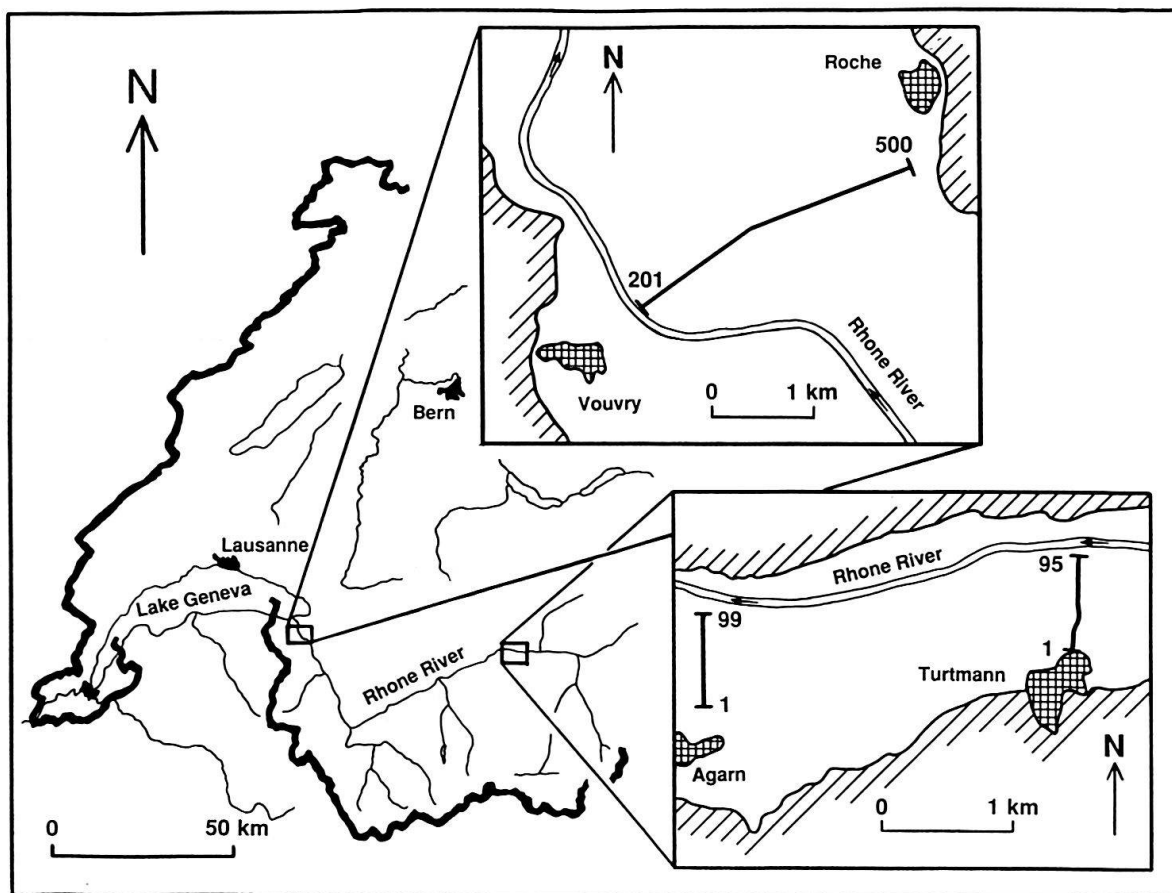 N
Bern
Lausanne
Lake Geneva
Rhone River
0 50 km
N
Roche
500
201
Rhone River
Vouvry
0 1 km
Rhone River
95
99
1
Turtmann
1
Agarn
N
0 1 km